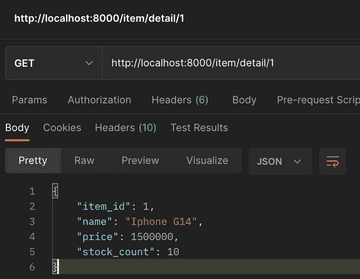 http://localhost:8000/item/detail/1
GET http://localhost:8000/item/detail/1
Params Authorization Headers (6) Body Pre-request Scrip
Body Cookies Headers (10) Test Results
Pretty Raw Preview Visualize JSON
1 {
2 "item_id": 1,
3 "name": "Iphone G14",
4 "price": 1500000,
5 "stock_count": 10
6 }